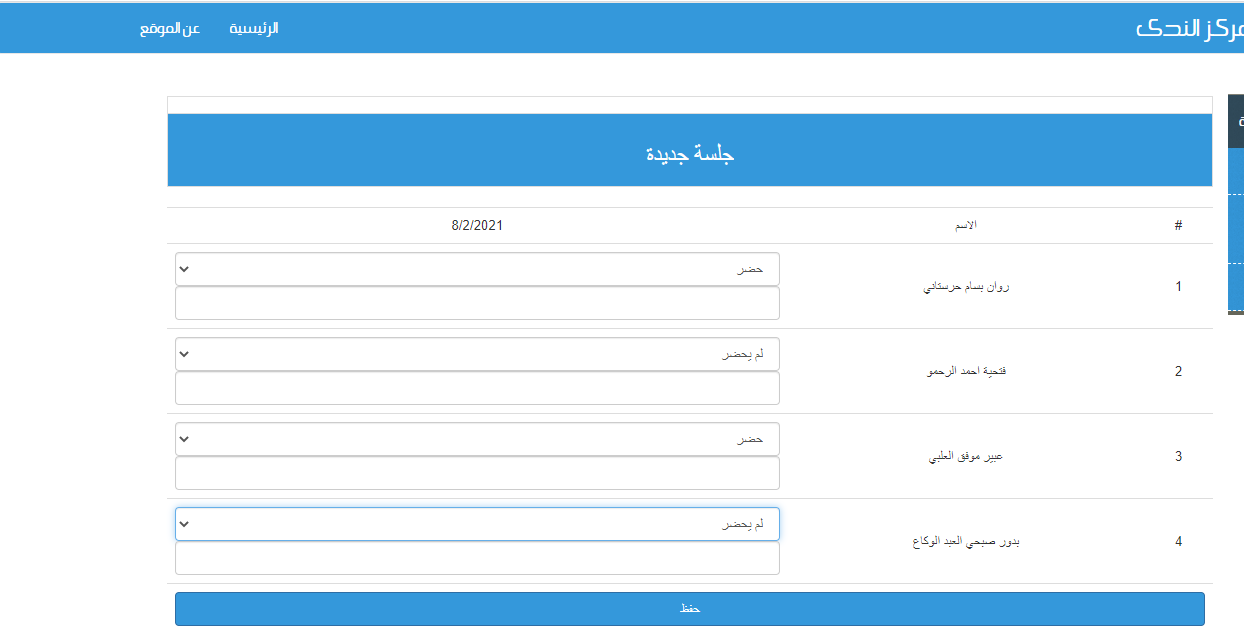 مركز الندى
الرئيسية
عن الموقع
جلسة جديدة
# الاسم 8/2/2021
1 روان بسام حرستاني حضر
2 فتحية احمد الرحمو لم يحضر
3 عبير موفق العلبي حضر
4 بدور صبحي العبد الوكاع لم يحضر
حفظ